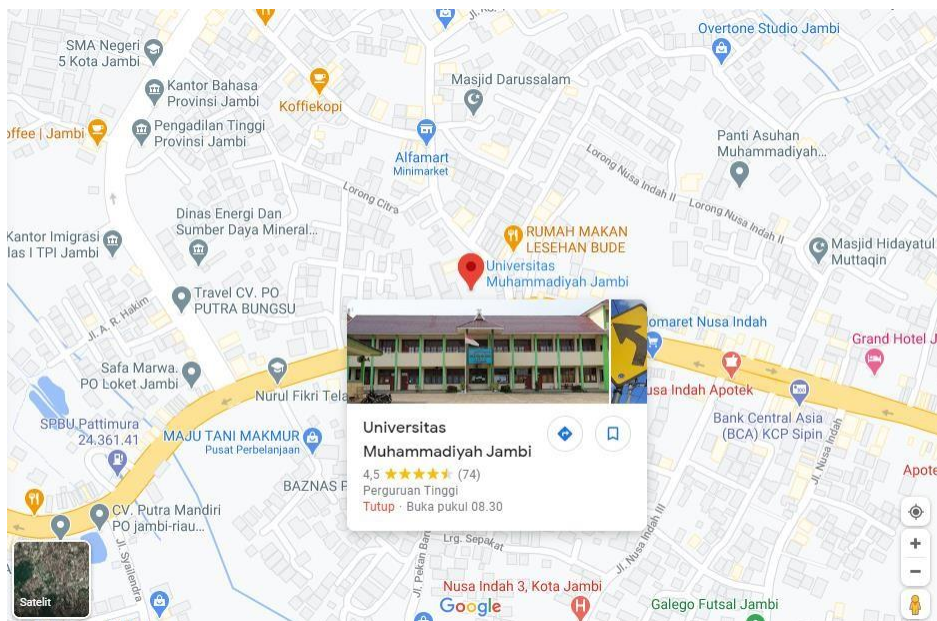 Overtone Studio Jambi
SMA Negeri
5 Kota Jambi
Kantor Bahasa
Provinsi Jambi
Koffiekopi
Masjid Darussalam
offee | Jambi
Pengadilan Tinggi
Provinsi Jambi
Alfamart
Minimarket
Panti Asuhan
Muhammadiyah...
Lorong Nusa Indah II
Lorong Nusa Indah II
Lorong Citra
Dinas Energi Dan
Sumber Daya Mineral...
Kantor Imigrasi
las I TPI Jambi
RUMAH MAKAN
LESEHAN BUDE
Masjid Hidayatul
Muttaqin
Universitas
Muhammadiyah Jambi
Travel CV. PO
PUTRA BUNGSU
Jl. A. R. Hakim
omaret Nusa Indah
Grand Hotel J
Safa Marwa.
PO Loket Jambi
Nurul Fikri Tela
usa Indah Apotek
SPBU Pattimura
24.361.41
MAJU TANI MAKMUR
Pusat Perbelanjaan
Bank Central Asia
(BCA) KCP Sipin
Jl. Nusa Indah
Universitas
Muhammadiyah Jambi
4,5 (74)
Perguruan Tinggi
Tutup · Buka pukul 08.30
Apote
BAZNAS P
CV. Putra Mandiri
PO jambi-riau...
Jl. Syailendra
Jl. Pekan Bar
Lrg. Sepakat
Jl. Nusa Indah III
Nusa Indah 3, Kota Jambi
Satelit
Google
Galego Futsal Jambi